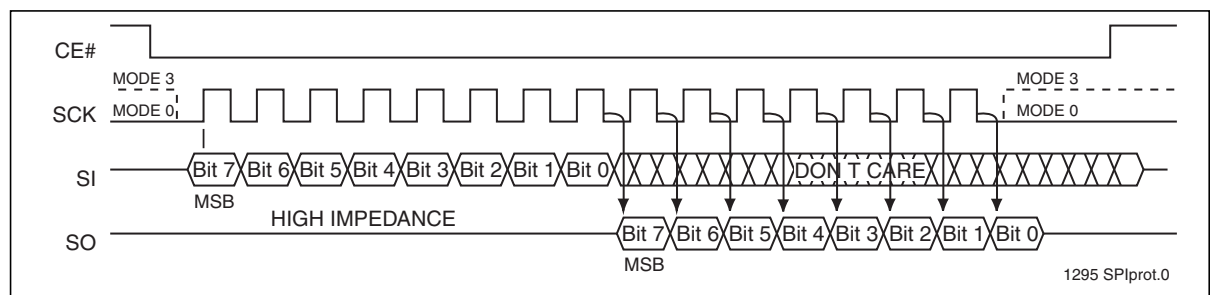 CE#
MODE 3 MODE 3
SCK MODE 0 MODE 0
SI Bit 7 Bit 6 Bit 5 Bit 4 Bit 3 Bit 2 Bit 1 Bit 0 DON T CARE
MSB
HIGH IMPEDANCE
SO Bit 7 Bit 6 Bit 5 Bit 4 Bit 3 Bit 2 Bit 1 Bit 0
MSB
1295 SPIprot.0